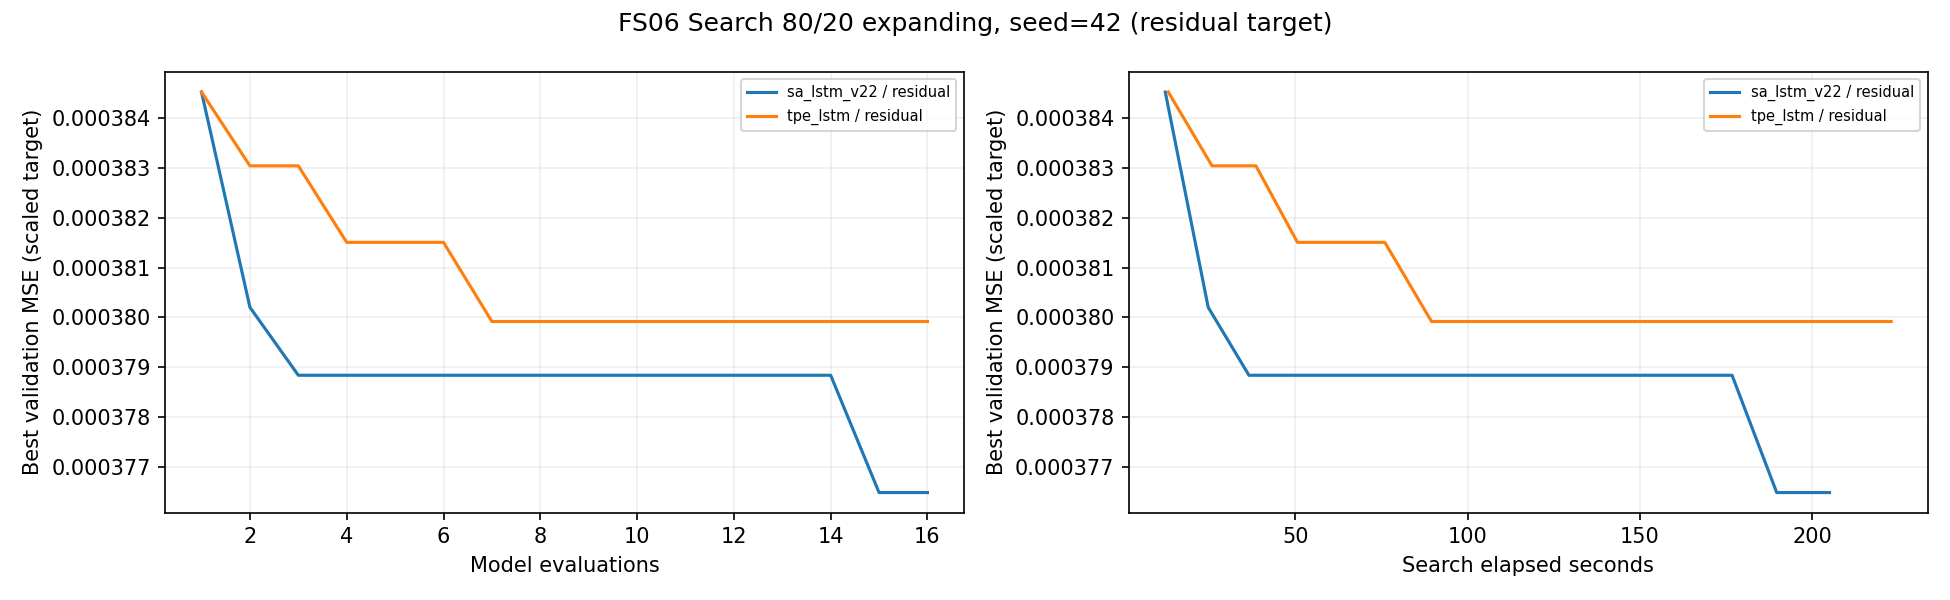 FS06 Search 80/20 expanding, seed=42 (residual target)
Best validation MSE (scaled target)
0.000384
0.000383
0.000382
0.000381
0.000380
0.000379
0.000378
0.000377
sa_lstm_v22 / residual
tpe_lstm / residual
2 4 6 8 10 12 14 16
Model evaluations
Best validation MSE (scaled target)
0.000384
0.000383
0.000382
0.000381
0.000380
0.000379
0.000378
0.000377
sa_lstm_v22 / residual
tpe_lstm / residual
50 100 150 200
Search elapsed seconds